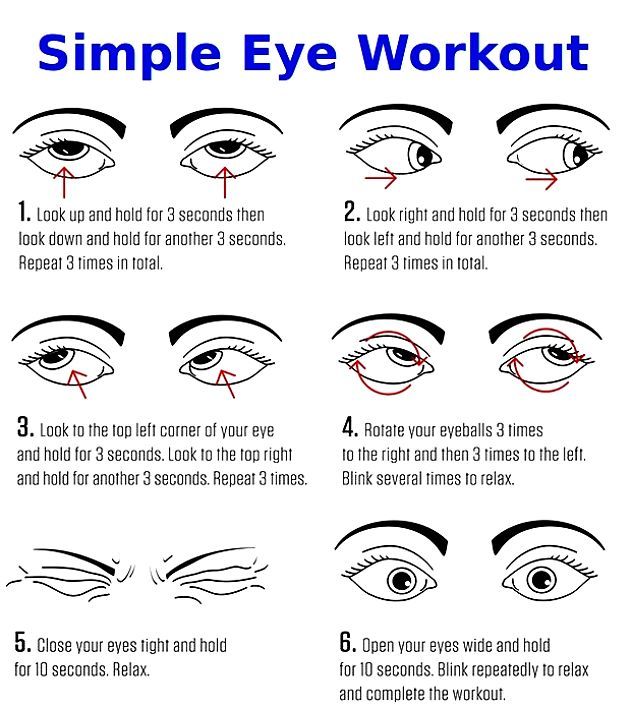 Simple Eye Workout
1. Look up and hold for 3 seconds then
look down and hold for another 3 seconds.
Repeat 3 times in total.
2. Look right and hold for 3 seconds then
look left and hold for another 3 seconds.
Repeat 3 times in total.
3. Look to the top left corner of your eye
and hold for 3 seconds. Look to the top right
and hold for another 3 seconds. Repeat 3 times.
4. Rotate your eyeballs 3 times
to the right and then 3 times to the left.
Blink several times to relax.
5. Close your eyes tight and hold
for 10 seconds. Relax.
6. Open your eyes wide and hold
for 10 seconds. Blink repeatedly to relax
and complete the workout.